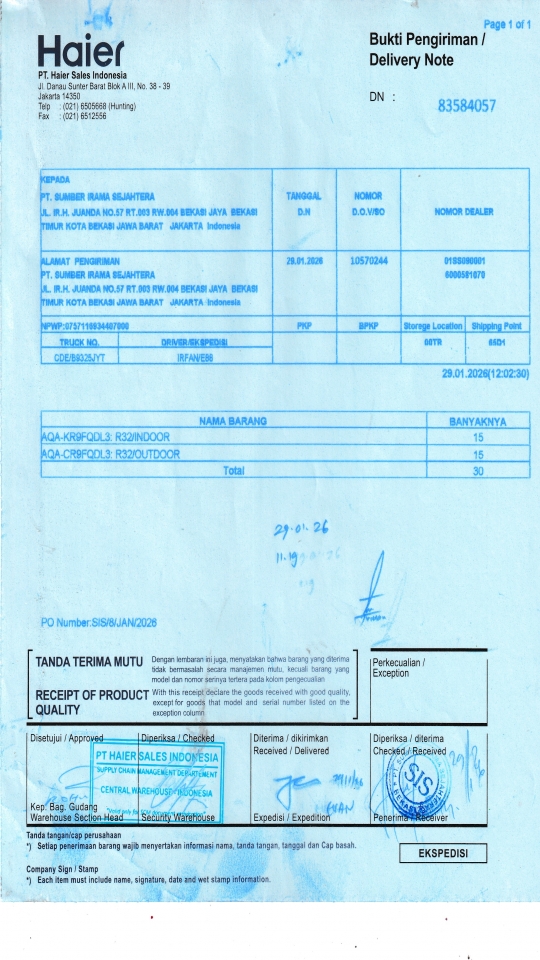 Page 1 of 1
Haier
Bukti Pengiriman /
Delivery Note
PT. Haier Sales Indonesia
Jl. Danau Sunter Barat Blok A III, No. 38 - 39
Jakarta 14350
Telp : (021) 6505668 (Hunting)
Fax : (021) 6512556
DN : 83584057
KEPADA
PT. SUMBER IRAMA SEJAHTERA
JL. IR.H. JUANDA NO.57 RT.003 RW.004 BEKASI JAYA BEKASI
TIMUR KOTA BEKASI JAWA BARAT JAKARTA Indonesia
TANGGAL
D.N
NOMOR
D.O.V/SO
NOMOR DEALER
ALAMAT PENGIRIMAN
PT. SUMBER IRAMA SEJAHTERA
JL. IR.H. JUANDA NO.57 RT.003 RW.004 BEKASI JAYA BEKASI
TIMUR KOTA BEKASI JAWA BARAT JAKARTA Indonesia
29.01.2026
10570244
NPWP:
PKP
BPKP
Storege Location
Shipping Point
TRUCK NO.
DRIVER/EKSPEDISI
CDE/B9325JYT
IRFAN/E86
29.01.2026(12:02:30)
NAMA BARANG BANYAKNYA
AQA-KR9FQDL3: R32/INDOOR 15
AQA-CR9FQDL3: R32/OUTDOOR 15
Total 30
29.01.26
11.19
PO Number:SIS/8/JAN/2026
TANDA TERIMA MUTU
Dengan lembaran ini juga, menyatakan bahwa barang yang diterima
tidak bermasalah secara manajemen mutu, kecuali barang yang
model dan nomor serinya tertera pada kolom pengecualian
RECEIPT OF PRODUCT
QUALITY
With this receipt declare the goods received with good quality,
except for goods that model and serial number listed on the
exception column
Perkecualian /
Exception
Disetujui / Approved
Diperiksa / Checked
Diterima / dikirimkan
Received / Delivered
Diperiksa / diterima
Checked / Received
PT HAIER SALES INDONESIA
SUPPLY CHAIN MANAGEMENT DEPARTEMENT
CENTRAL WAREHOUSE-INDONESIA
SIS
Kep. Bag. Gudang
Warehouse Section Head
Security Warehouse
Expedisi / Expedition
Penerima / Receiver
Tanda tangan/cap perusahaan
*) Setiap penerimaan barang wajib menyertakan informasi nama, tanda tangan, tanggal dan Cap basah.
EKSPEDISI
Company Sign / Stamp
*) Each item must include name, signature, date and wet stamp information.